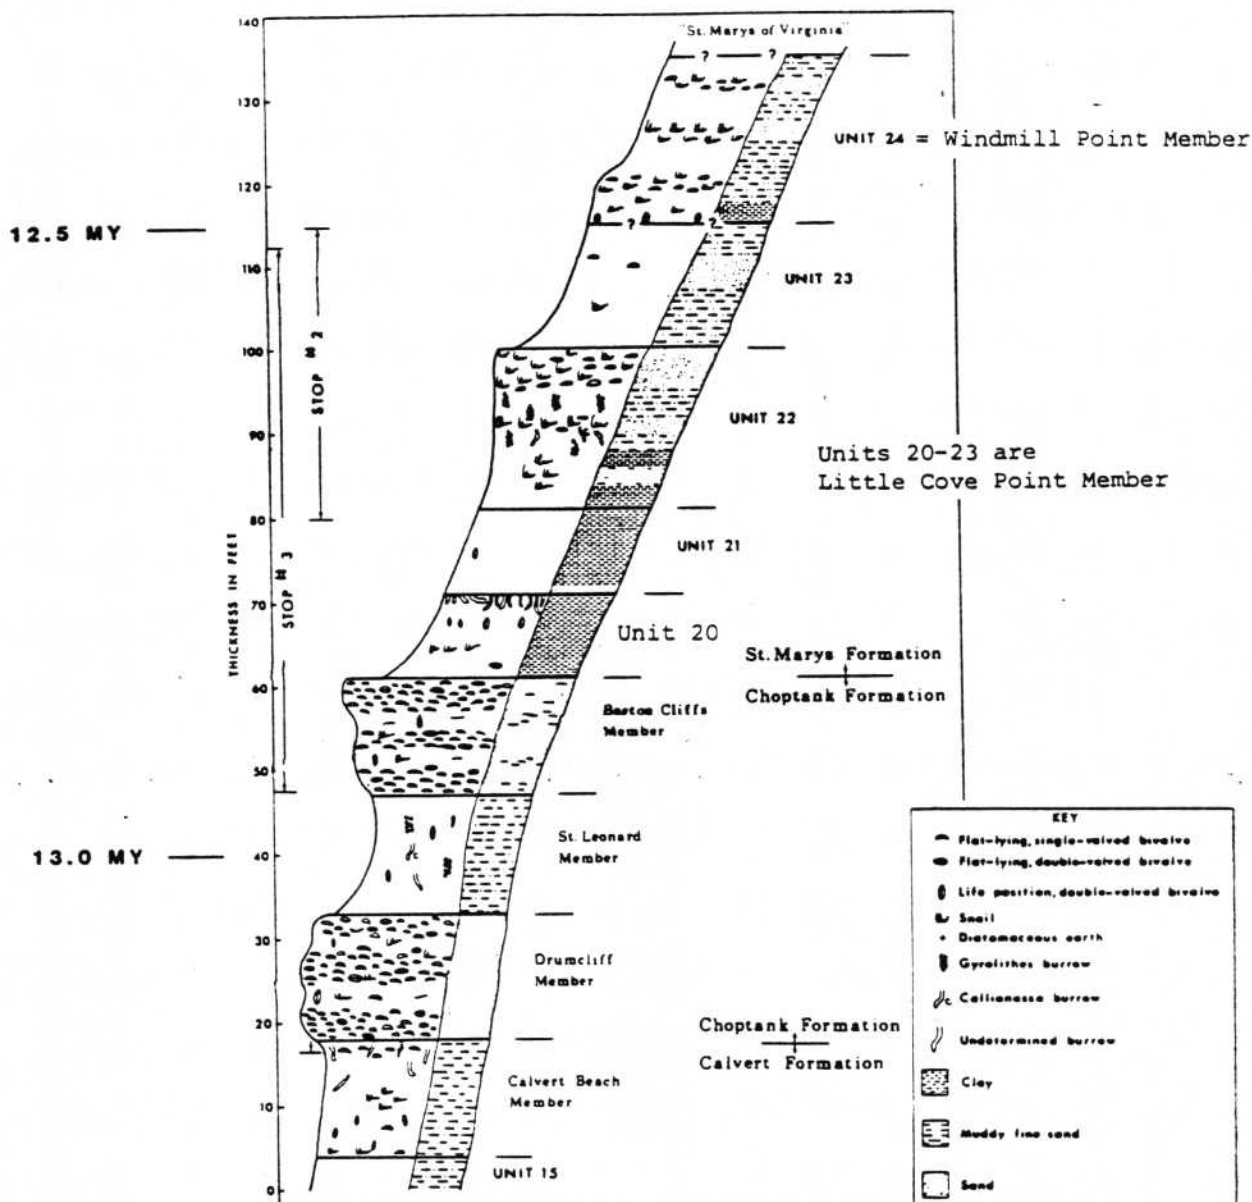 140
"St. Marys of Virginia"
? ?
130
UNIT 24 = Windmill Point Member
120
12.5 MY
? ?
110
UNIT 23
STOP # 2
100
UNIT 22
90
Units 20-23 are
Little Cove Point Member
80
THICKNESS IN FEET
STOP # 3
UNIT 21
70
Unit 20
St. Marys Formation
Choptank Formation
60
Boston Cliffs
Member
50
St. Leonard
Member
13.0 MY
40
30
Drumcliff
Member
20
Choptank Formation
Calvert Formation
Calvert Beach
Member
10
UNIT 15
0
KEY
Flat-lying, single-valved bivalve
Flat-lying, double-valved bivalve
Life position, double-valved bivalve
Snail
Diatomaceous earth
Gyrolithes burrow
c Callianassa burrow
Undetermined burrow
Clay
Muddy fine sand
Sand